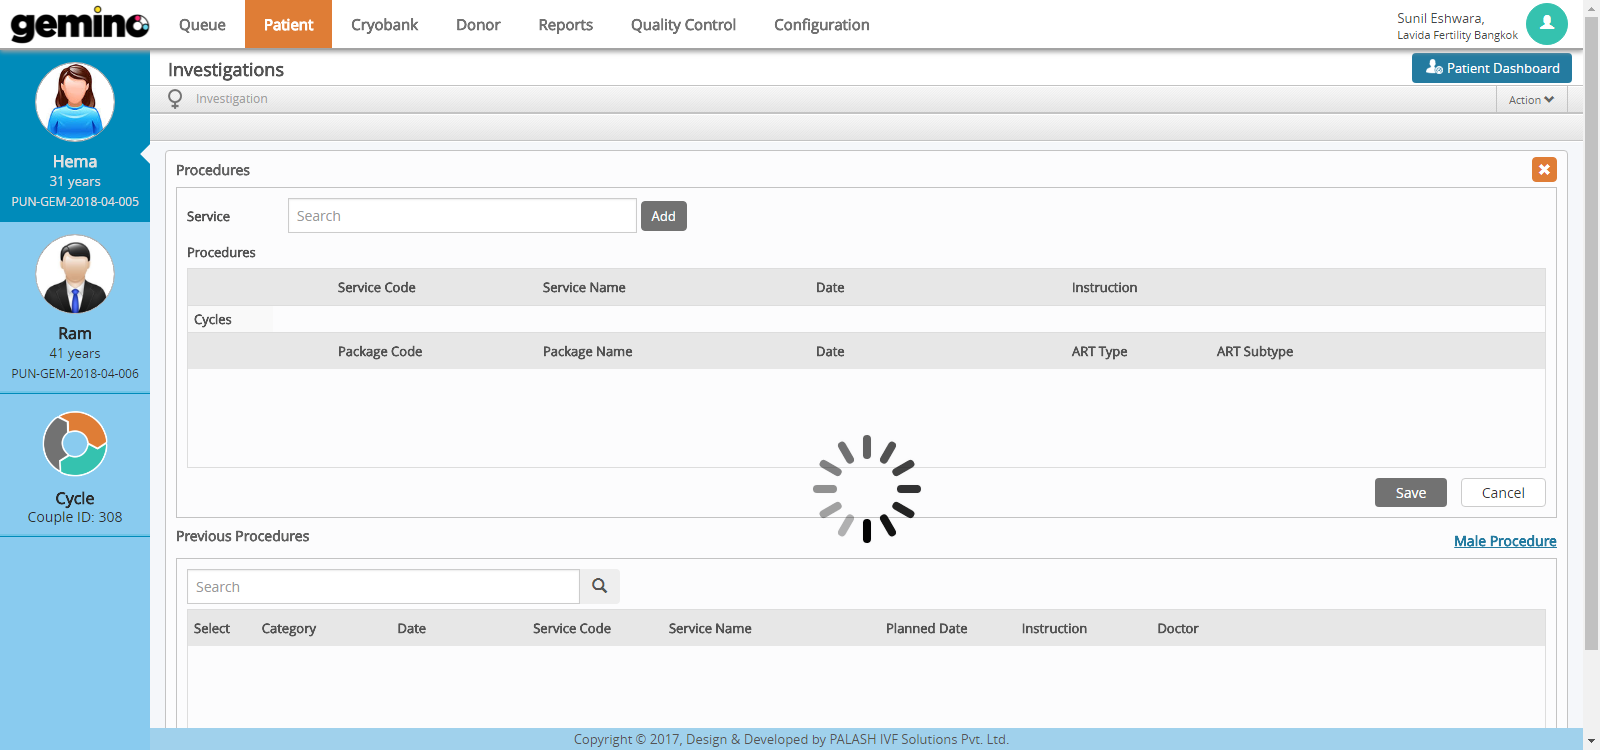 gemino
Queue Patient Cryobank Donor Reports Quality Control Configuration
Sunil Eshwara,
Lavida Fertility Bangkok
Investigations
Patient Dashboard
Investigation
Action
Hema
31 years
PUN-GEM-2018-04-005
Ram
41 years
PUN-GEM-2018-04-006
Cycle
Couple ID: 308
Procedures
Service Search Add
Procedures
Service Code Service Name Date Instruction
Cycles
Package Code Package Name Date ART Type ART Subtype
Save Cancel
Previous Procedures
Male Procedure
Search
Select Category Date Service Code Service Name Planned Date Instruction Doctor
Copyright © 2017, Design & Developed by PALASH IVF Solutions Pvt. Ltd.